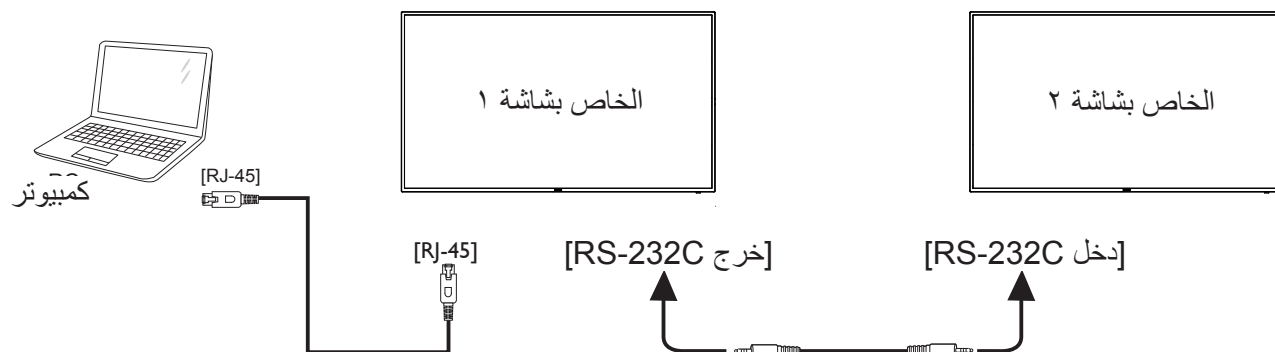 الخاص بشاشة ١
الخاص بشاشة ٢
[RJ-45]
كمبيوتر
[RJ-45]
[خرج RS-232C]
[دخل RS-232C]